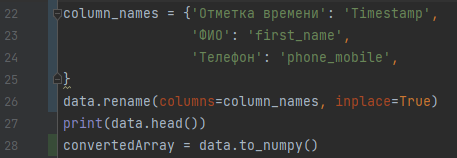 22 column_names = {'Отметка времени': 'Timestamp',
23 'ФИО': 'first_name',
24 'Телефон': 'phone_mobile',
25 }
26 data.rename(columns=column_names, inplace=True)
27 print(data.head())
28 convertedArray = data.to_numpy()